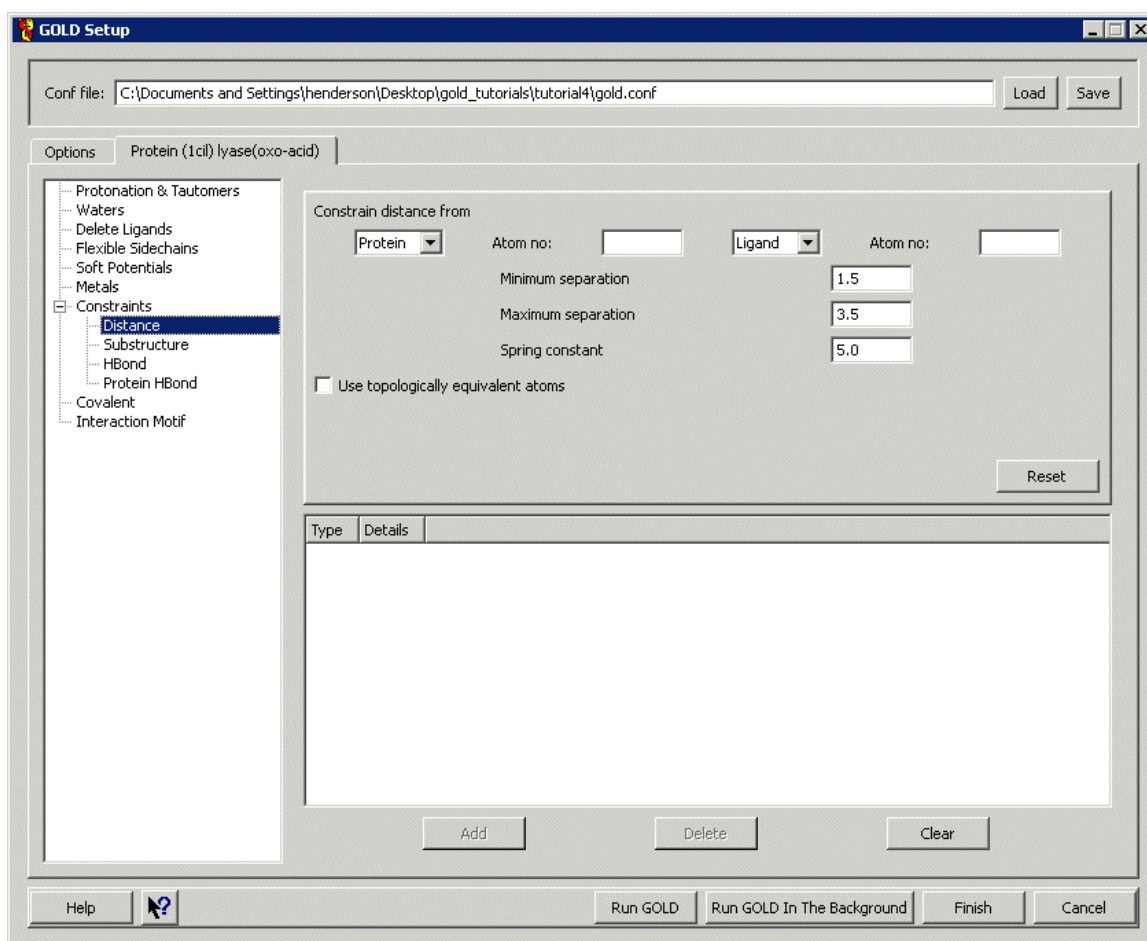 GOLD Setup
Conf file: C:\Documents and Settings\henderson\Desktop\gold_tutorials\tutorial4\gold.conf Load Save
Options Protein (1cil) lyase(oxo-acid)
Protonation & Tautomers
Waters
Delete Ligands
Flexible Sidechains
Soft Potentials
Metals
Constraints
Distance
Substructure
HBond
Protein HBond
Covalent
Interaction Motif
Constrain distance from
Protein Atom no: Ligand Atom no:
Minimum separation 1.5
Maximum separation 3.5
Spring constant 5.0
Use topologically equivalent atoms
Reset
Type Details
Add Delete Clear
Help Run GOLD Run GOLD In The Background Finish Cancel